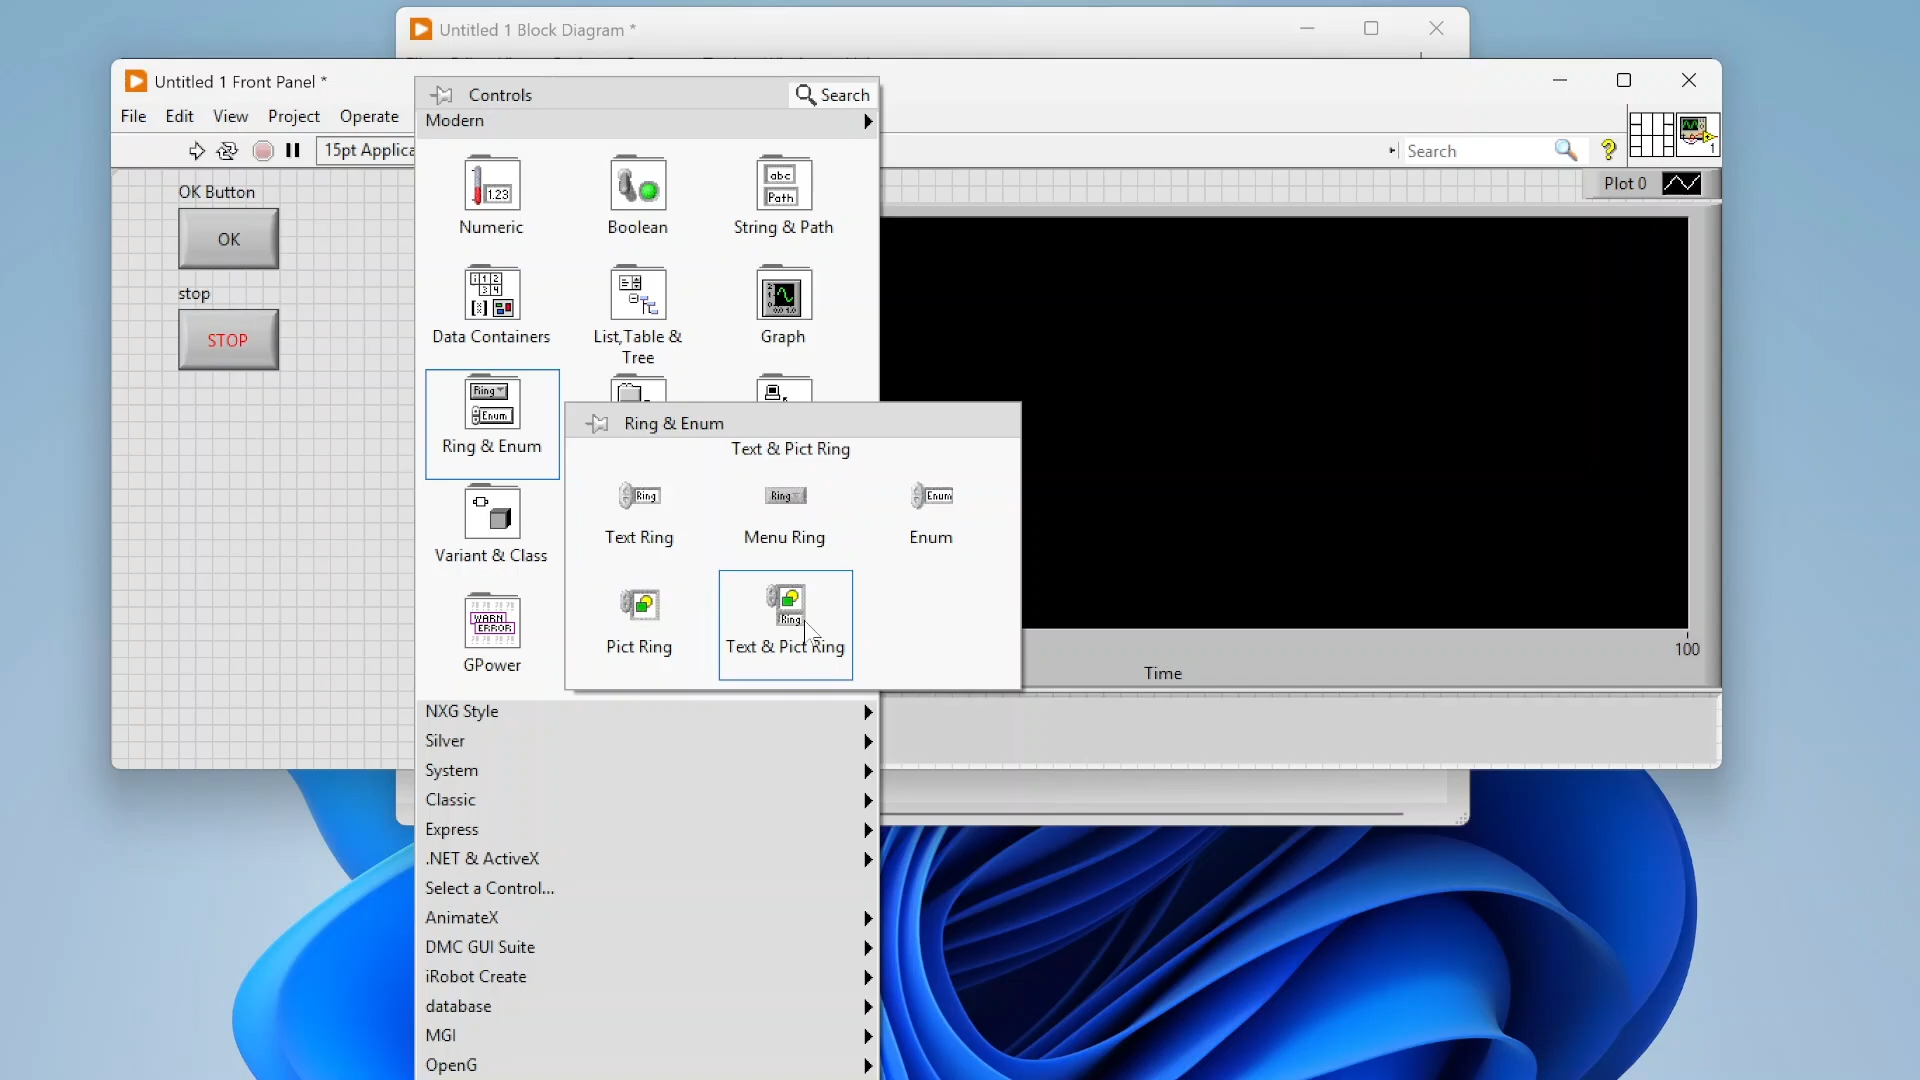 Untitled 1 Block Diagram *
Untitled 1 Front Panel *
File Edit View Project Operate
15pt Applica
Search
?
1
OK Button
OK
stop
STOP
Plot 0
100
Time
Controls
Search
Modern
1.23
Numeric
Boolean
abc
Path
String & Path
Data Containers
List,Table &
Tree
Graph
Ring
Enum
Ring & Enum
Variant & Class
WARN
ERROR
GPower
Ring & Enum
Text & Pict Ring
Ring
Text Ring
Ring
Menu Ring
Enum
Enum
Pict Ring
Ring
Text & Pict Ring
NXG Style
Silver
System
Classic
Express
.NET & ActiveX
Select a Control...
AnimateX
DMC GUI Suite
iRobot Create
database
MGI
OpenG